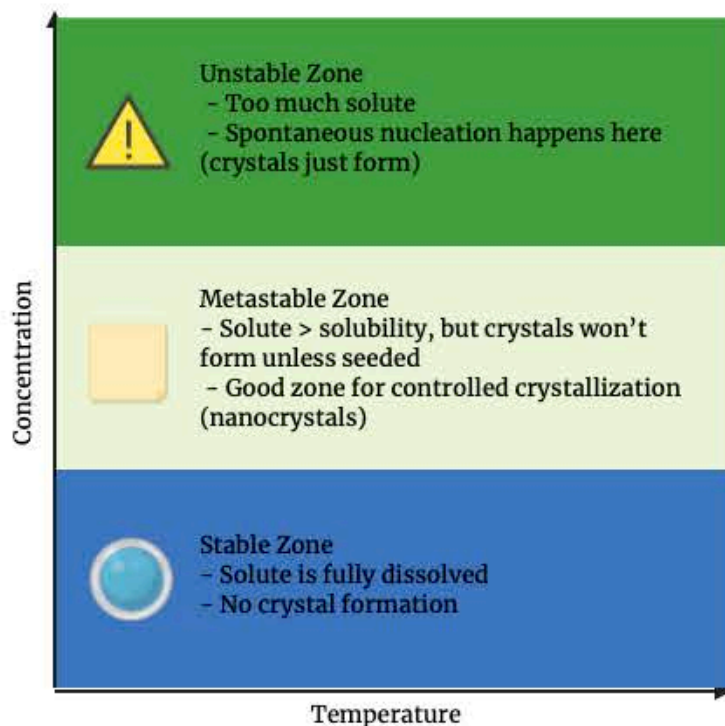 Unstable Zone
- Too much solute
- Spontaneous nucleation happens here
(crystals just form)
Metastable Zone
- Solute > solubility, but crystals won’t
form unless seeded
- Good zone for controlled crystallization
(nanocrystals)
Stable Zone
- Solute is fully dissolved
- No crystal formation
Concentration
Temperature